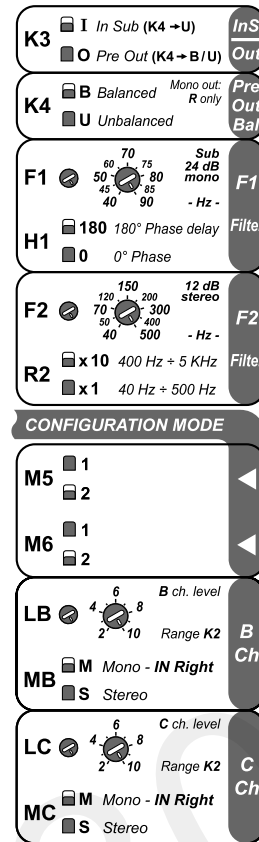 K3
I In Sub (K4 →U)
O Pre Out (K4→B/U)
InS
Out
K4
B Balanced
Mono out:
R only
U Unbalanced
Pre
Out
Bal
F1
70
60 75
50 80
45 85
40 90
Sub
24 dB
mono
- Hz -
F1
H1
180 180° Phase delay
0 0° Phase
Filte
F2
150
120 200
70 300
50 400
40 500
12 dB
stereo
- Hz -
F2
R2
x 10 400 Hz ÷ 5 KHz
x 1 40 Hz ÷ 500 Hz
Filte
CONFIGURATION MODE
M5
1
2
M6
1
2
LB
6
4 8
2 10
B ch. level
Range K2
MB
M Mono - IN Right
S Stereo
B
Ch
LC
6
4 8
2 10
C ch. level
Range K2
MC
M Mono - IN Right
S Stereo
C
Ch